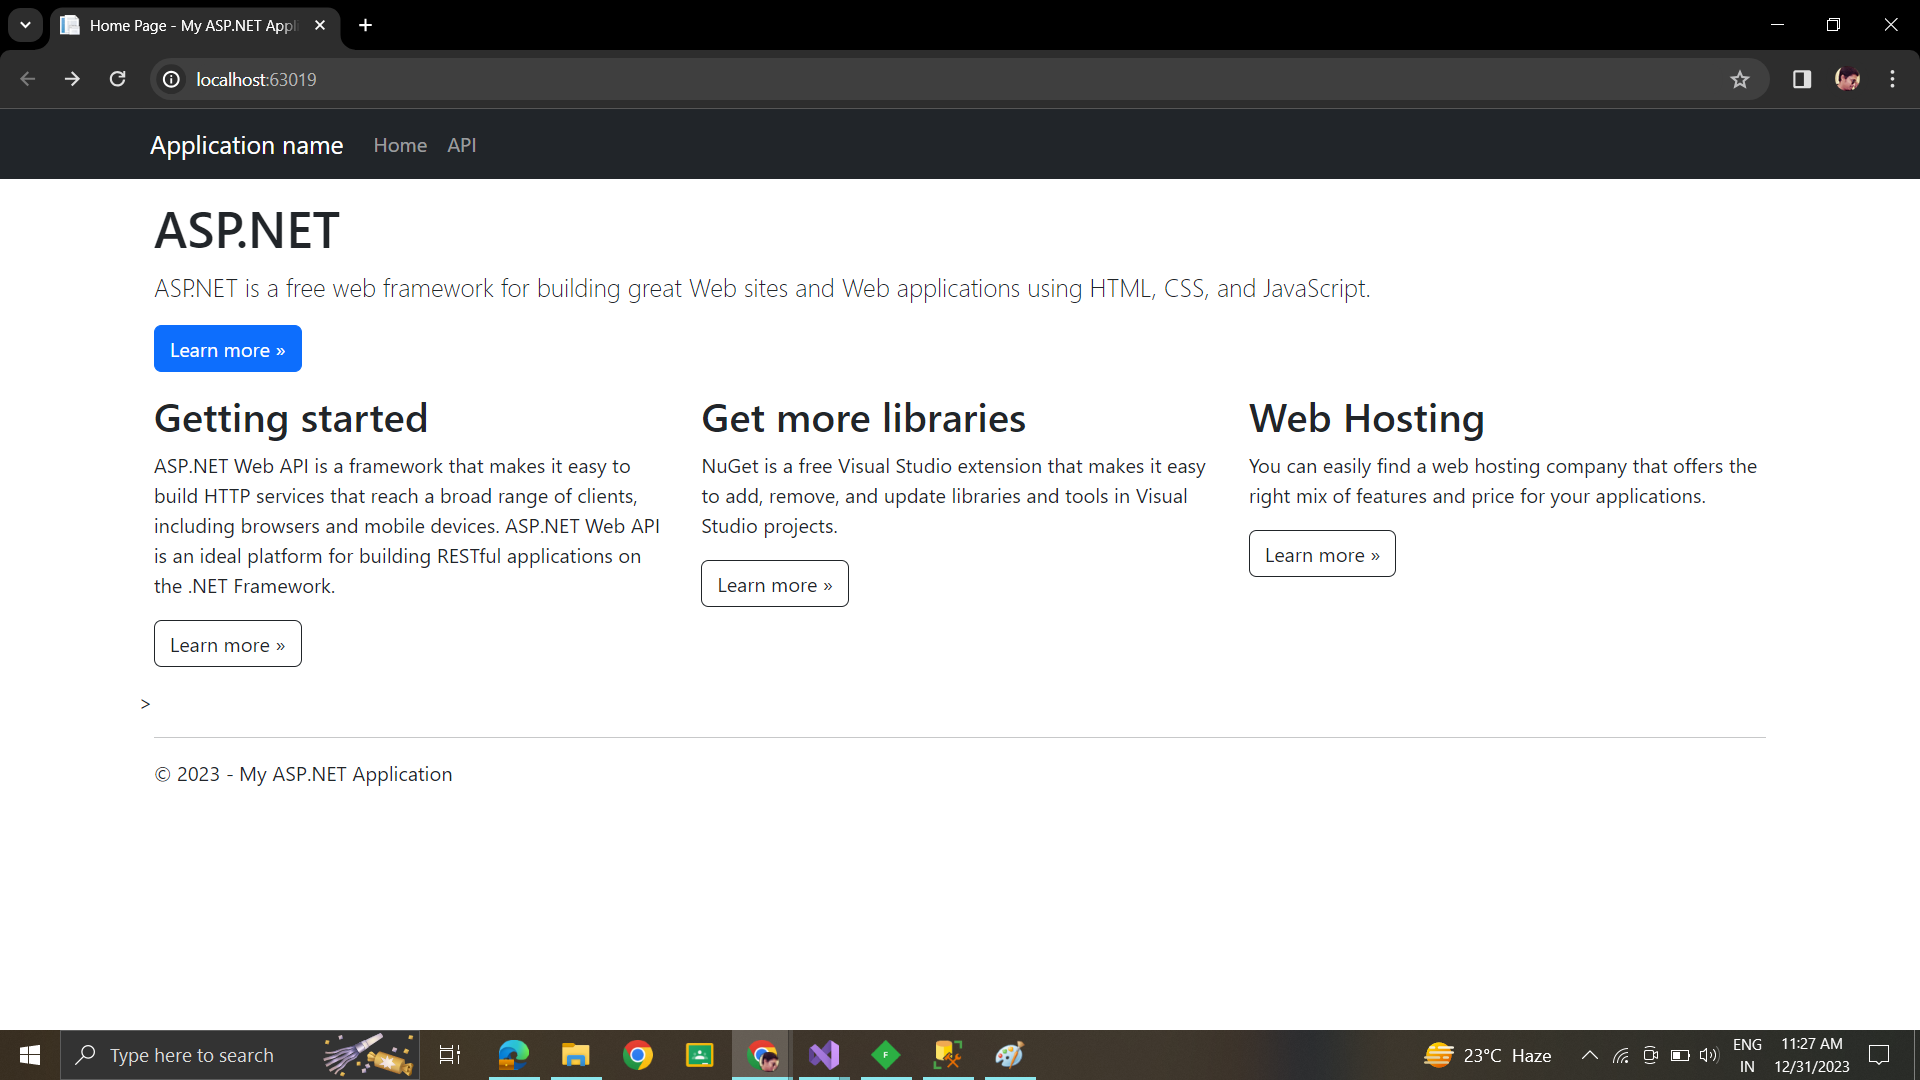 Home Page - My ASP.NET Appl
localhost:63019
Application name Home API
ASP.NET
ASP.NET is a free web framework for building great Web sites and Web applications using HTML, CSS, and JavaScript.
Learn more »
Getting started
ASP.NET Web API is a framework that makes it easy to
build HTTP services that reach a broad range of clients,
including browsers and mobile devices. ASP.NET Web API
is an ideal platform for building RESTful applications on
the .NET Framework.
Learn more »
Get more libraries
NuGet is a free Visual Studio extension that makes it easy
to add, remove, and update libraries and tools in Visual
Studio projects.
Learn more »
Web Hosting
You can easily find a web hosting company that offers the
right mix of features and price for your applications.
Learn more »
>
© 2023 - My ASP.NET Application
Type here to search
F
23°C Haze
ENG
IN
11:27 AM
12/31/2023